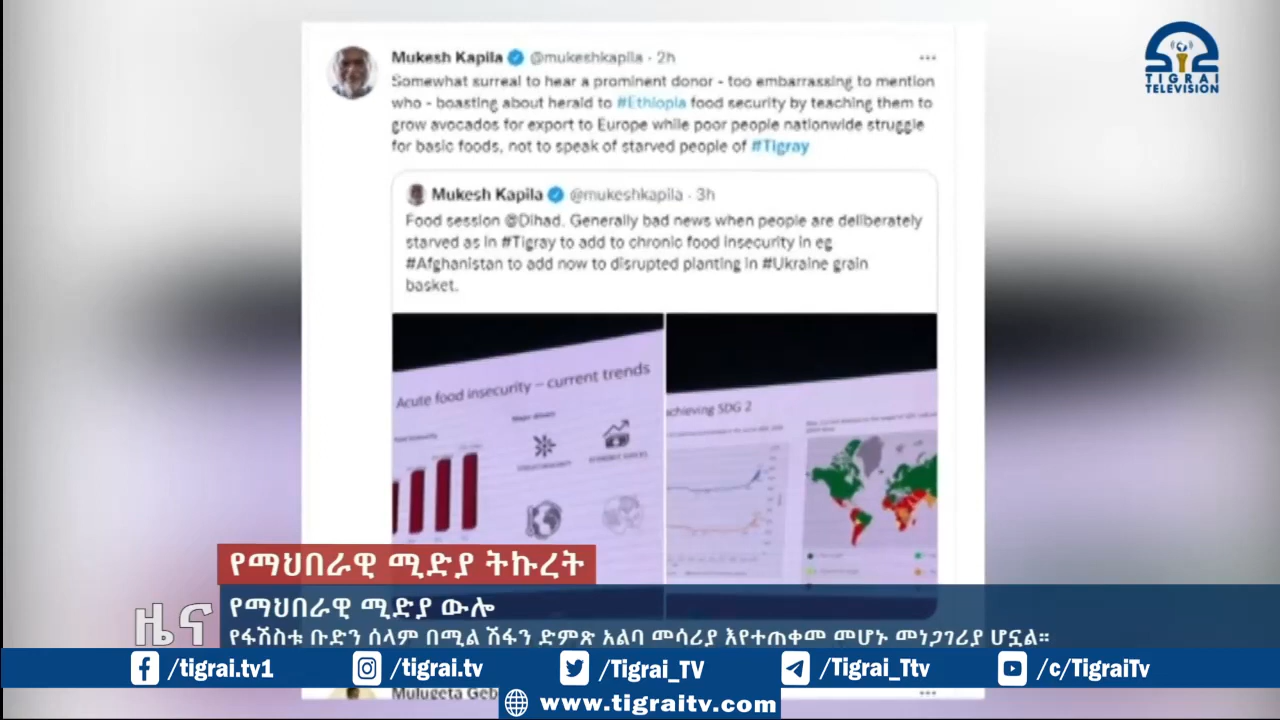 Mukesh Kapila @mukeshkapila · 2h
Somewhat surreal to hear a prominent donor - too embarrassing to mention
who - boasting about herald to #Ethiopia food security by teaching them to
grow avocados for export to Europe while poor people nationwide struggle
for basic foods, not to speak of starved people of #Tigray
TIGRAI
TELEVISION
Mukesh Kapila @mukeshkapila · 3h
Food session @Dihad. Generally bad news when people are deliberately
starved as in #Tigray to add to chronic food insecurity in eg
#Afghanistan to add now to disrupted planting in #Ukraine grain
basket.
Acute food insecurity – current trends
achieving SDG 2
የማህበራዊ ሚድያ ትኩረት
ዜና
የማህበራዊ ሚድያ ውሎ
የፋሽስቱ ቡድን ሰላም በሚል ሽፋን ድምጽ አልባ መሳሪያ እየተጠቀመ መሆኑ መነጋገሪያ ሆኗል።
/tigrai.tv1 /tigrai.tv /Tigrai_TV /Tigrai_Ttv /c/TigraiTv
Mulugeta Geb
www.tigraitv.com